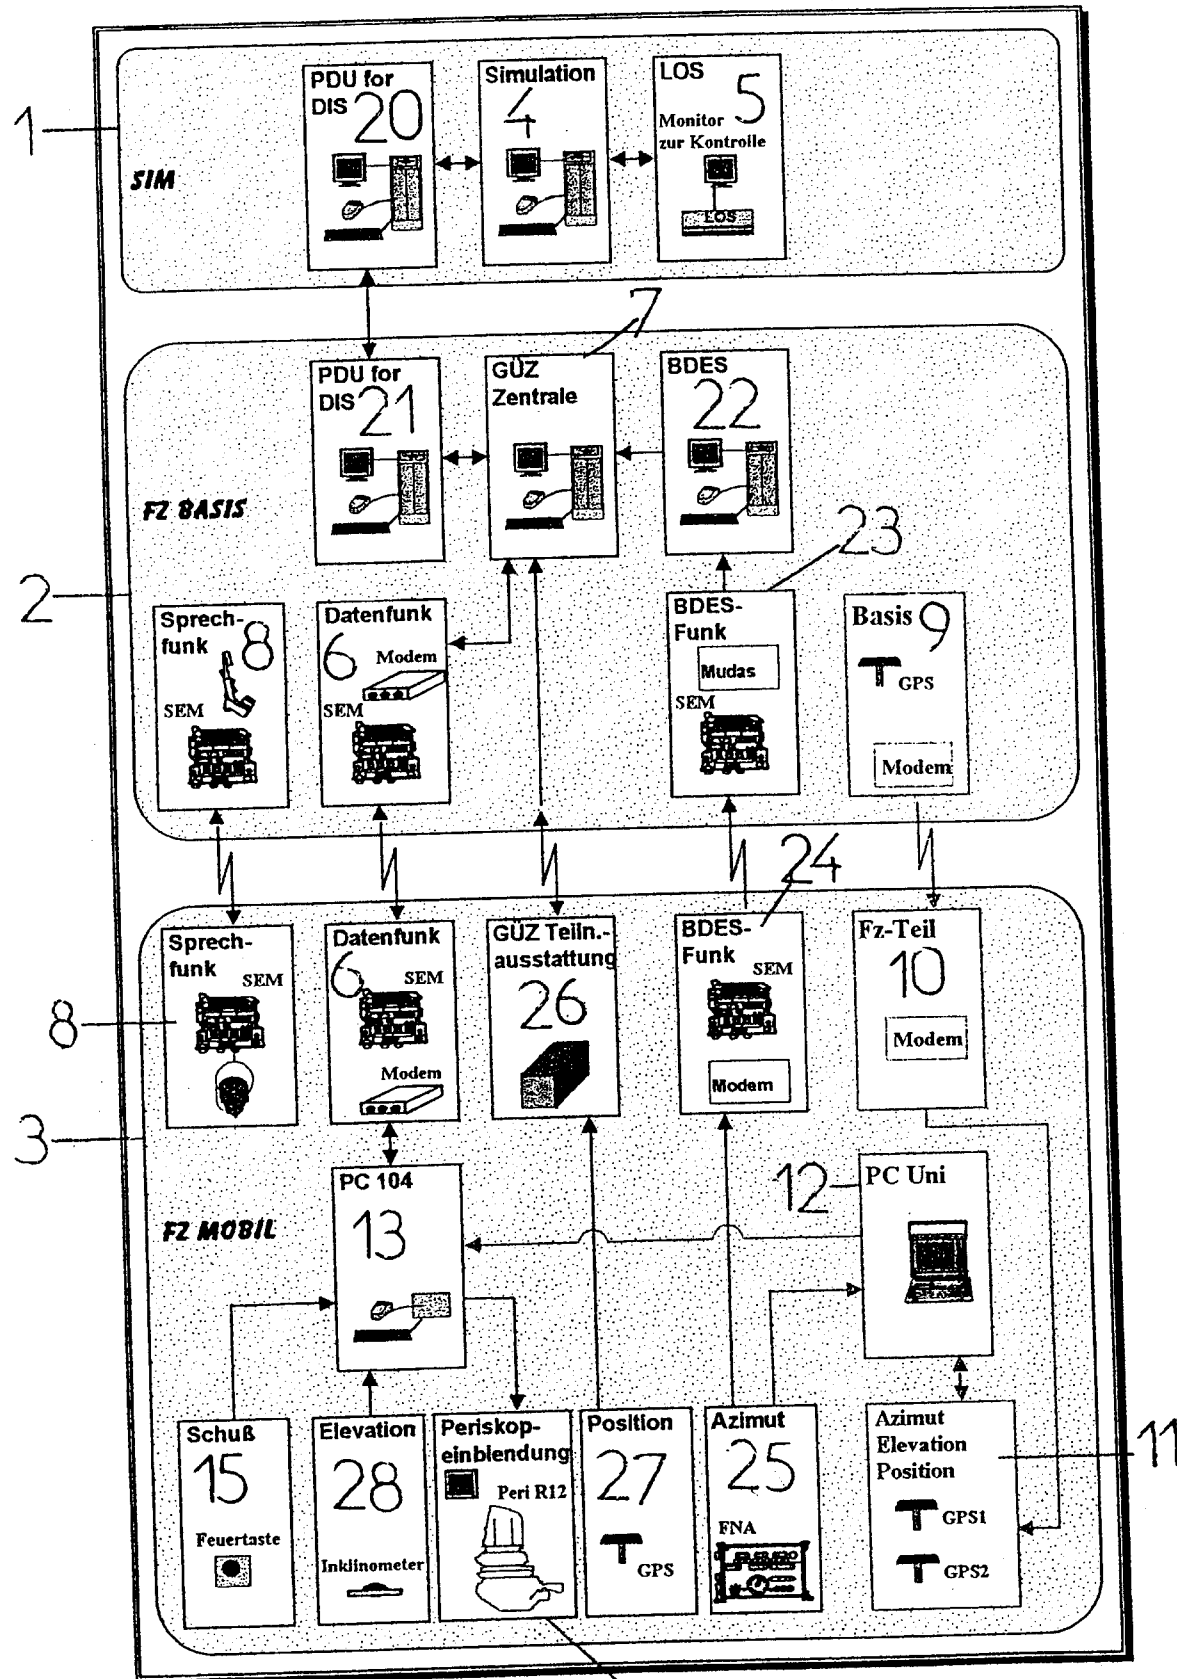 PDU for
DIS 20
Simulation
4
LOS
5
Monitor
zur Kontrolle
LOS
1
SIM
7
PDU for
DIS 21
GÜZ
Zentrale
BDES
22
FZ BASIS
23
2
Sprech-
funk 8
SEM
Datenfunk
6 Modem
SEM
BDES-
Funk
Mudas
SEM
Basis 9
GPS
Modem
24
Sprech-
funk
SEM
8
Datenfunk
6 SEM
Modem
GÜZ Teiln.-
ausstattung
26
BDES-
Funk
SEM
Modem
Fz-Teil
10
Modem
3
PC 104
13
12
PC Uni
FZ MOBIL
Schuß
15
Feuertaste
Elevation
28
Inklinometer
Periskop-
einblendung
Peri R12
Position
27
GPS
Azimut
25
FNA
Azimut
Elevation
Position
11
GPS1
GPS2